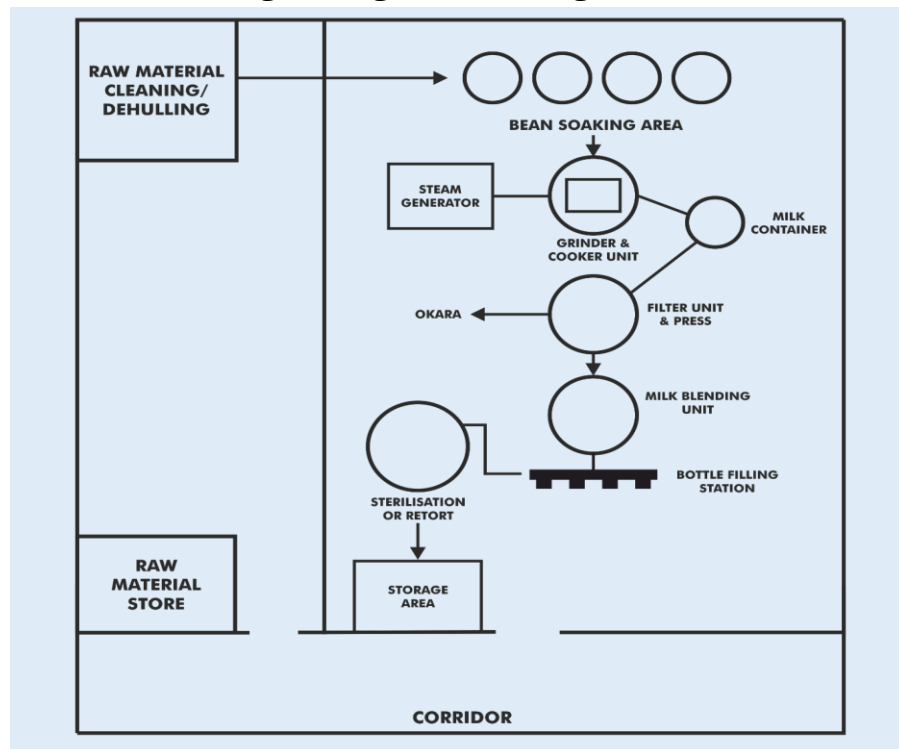 RAW MATERIAL
CLEANING/
DEHULLING
BEAN SOAKING AREA
STEAM
GENERATOR
GRINDER &
COOKER UNIT
MILK
CONTAINER
OKARA
FILTER UNIT
& PRESS
MILK BLENDING
UNIT
BOTTLE FILLING
STATION
STERILISATION
OR RETORT
RAW
MATERIAL
STORE
STORAGE
AREA
CORRIDOR